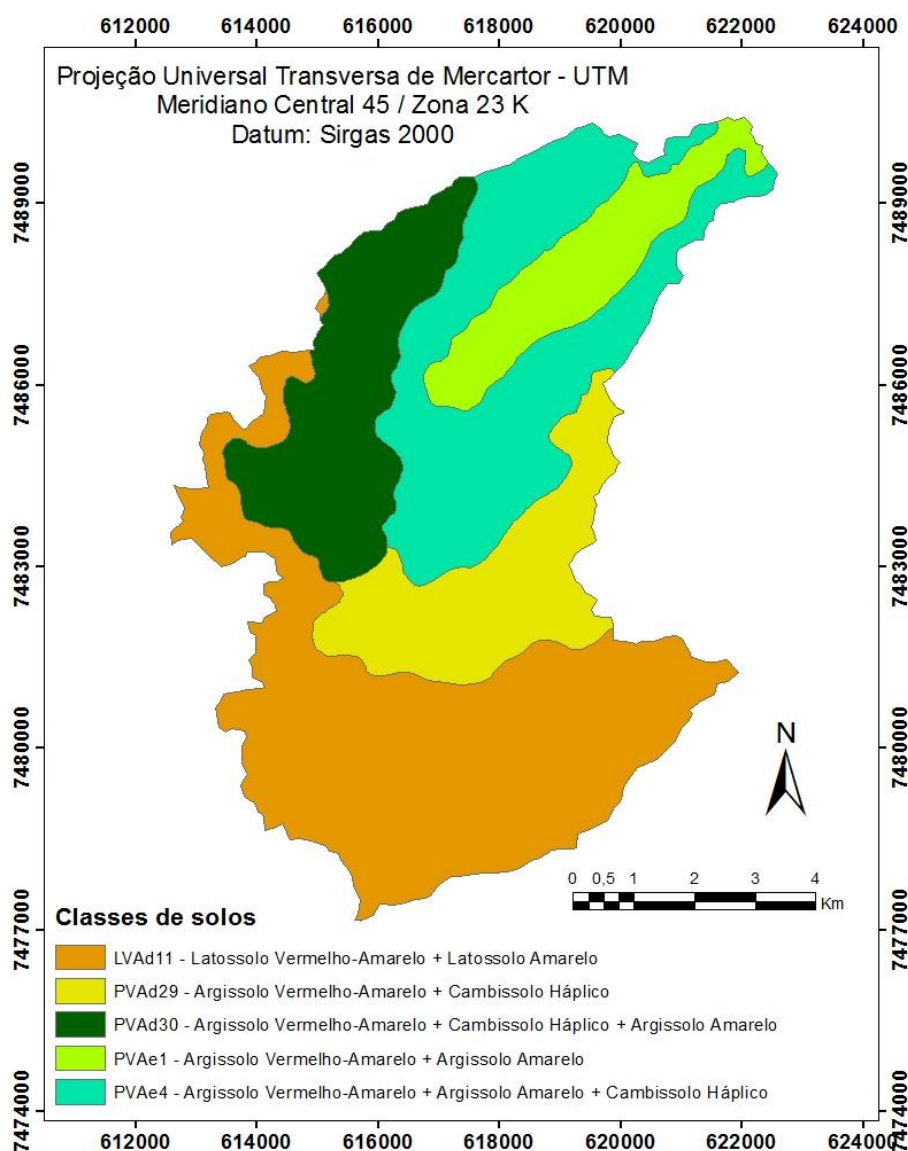 612000 614000 616000 618000 620000 622000 624000
Projeção Universal Transversa de Mercartor - UTM
Meridiano Central 45 / Zona 23 K
Datum: Sirgas 2000
7489000 7489000
7486000 7486000
7483000 7483000
7480000 7480000
N
0 0,5 1 2 3 4
Km
7477000 7477000
Classes de solos
LVAd11 - Latossolo Vermelho-Amarelo + Latossolo Amarelo
PVAd29 - Argissolo Vermelho-Amarelo + Cambissolo Háplico
PVAd30 - Argissolo Vermelho-Amarelo + Cambissolo Háplico + Argissolo Amarelo
PVAe1 - Argissolo Vermelho-Amarelo + Argissolo Amarelo
PVAe4 - Argissolo Vermelho-Amarelo + Argissolo Amarelo + Cambissolo Háplico
7474000 7474000
612000 614000 616000 618000 620000 622000 624000